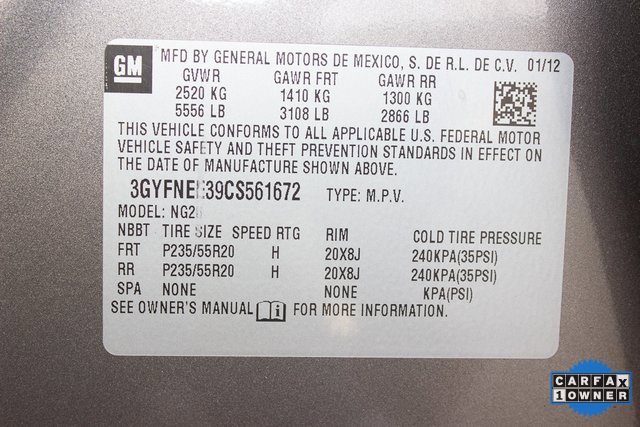 GM
MFD BY GENERAL MOTORS DE MEXICO, S. DE R.L. DE C.V. 01/12
GVWR GAWR FRT GAWR RR
2520 KG 1410 KG 1300 KG
5556 LB 3108 LB 2866 LB
THIS VEHICLE CONFORMS TO ALL APPLICABLE U.S. FEDERAL MOTOR
VEHICLE SAFETY AND THEFT PREVENTION STANDARDS IN EFFECT ON
THE DATE OF MANUFACTURE SHOWN ABOVE.
TYPE: M.P.V.
MODEL:
NBBT TIRE SIZE SPEED RTG RIM COLD TIRE PRESSURE
FRT P235/55R20 H 20X8J 240KPA(35PSI)
RR P235/55R20 H 20X8J 240KPA(35PSI)
SPA NONE NONE KPA(PSI)
SEE OWNER'S MANUAL FOR MORE INFORMATION.
CARFAX
1 OWNER